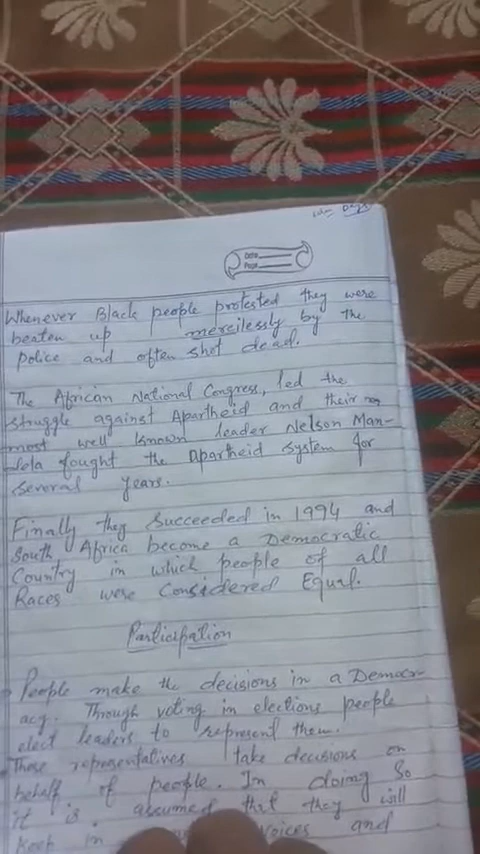 Date
Page
Whenever Black people protested they were
beaten up mercilessly by the
police and often shot dead.
The African National Congress, led the
struggle against Apartheid and their
most well known leader Nelson Man-
dela fought the Apartheid system for
several years.
Finally they succeeded in 1994 and
South Africa become a Democratic
Country in which people of all
Races were Considered Equal.
Participation
People make the decisions in a Democr-
acy. Through voting in elections people
elect leaders to represent them.
These representatives take decisions on
behalf of people. In doing So
it is assumed that they will
keep in voices and